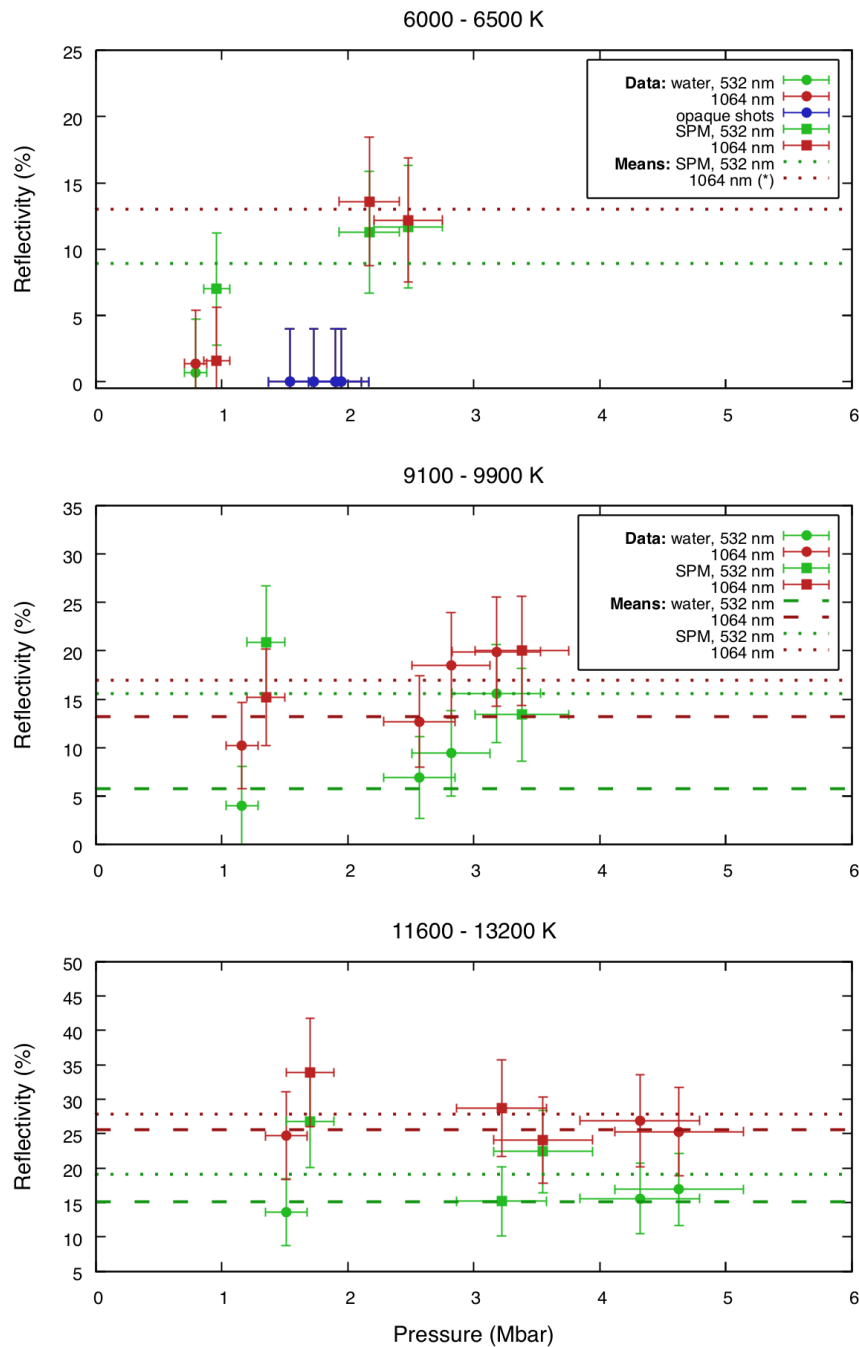 6000 - 6500 K
25
20
15
10
5
0
Reflectivity (%)
Data: water, 532 nm
1064 nm
opaque shots
SPM, 532 nm
1064 nm
Means: SPM, 532 nm
1064 nm (*)
0 1 2 3 4 5 6
9100 - 9900 K
35
30
25
20
15
10
5
0
Reflectivity (%)
Data: water, 532 nm
1064 nm
SPM, 532 nm
1064 nm
Means: water, 532 nm
1064 nm
SPM, 532 nm
1064 nm
0 1 2 3 4 5 6
11600 - 13200 K
50
45
40
35
30
25
20
15
10
5
Reflectivity (%)
0 1 2 3 4 5 6
Pressure (Mbar)